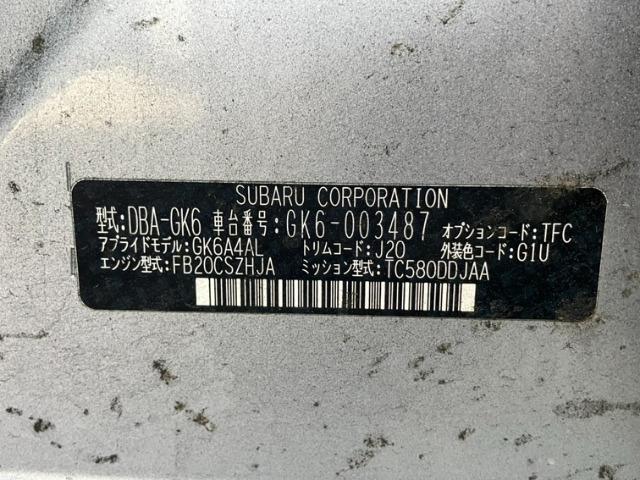 SUBARU CORPORATION
型式:DBA-GK6 車台番号:GK6-003487 オプションコード:TFC
アプライドモデル:GK6A4AL トリムコード:J20 外装色コード:G1U
エンジン型式:FB20CSZHJA ミッション型式:TC580DDJAA